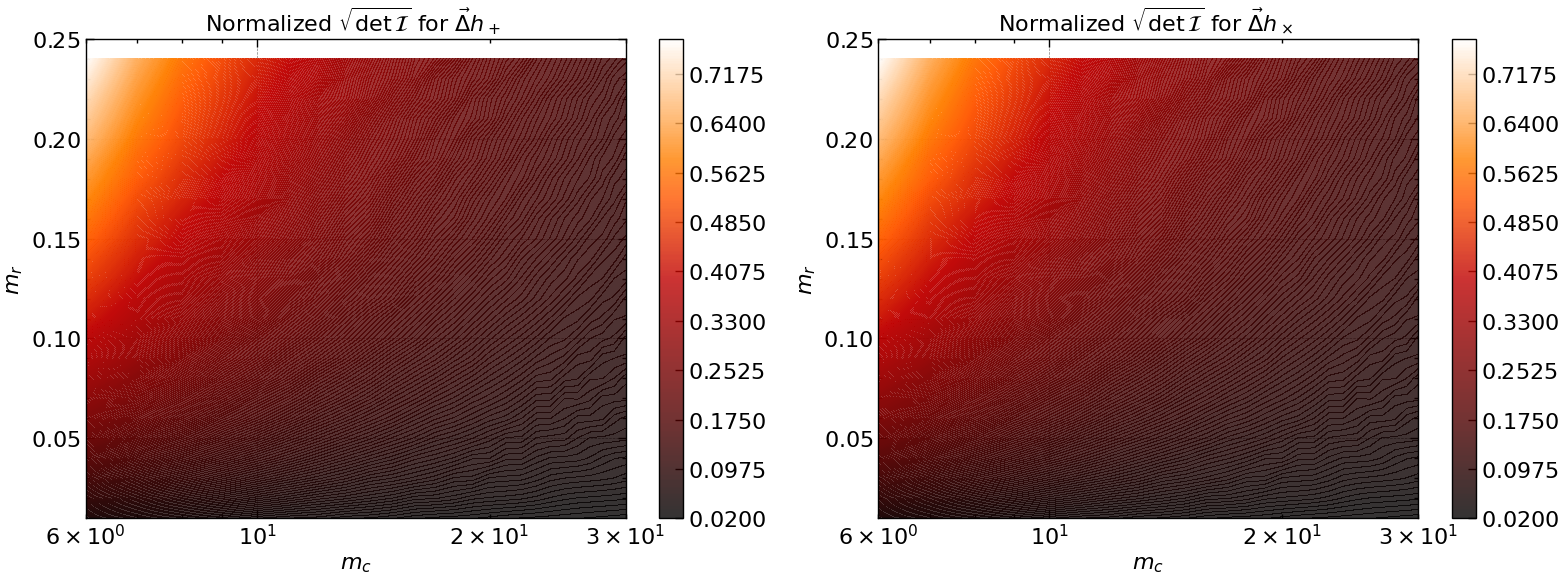 Normalized √det ℐ for Δ⃗h₊
0.25
0.20
0.15
0.10
0.05
m_r
6 × 10⁰
10¹
2 × 10¹
3 × 10¹
m_c
0.7175
0.6400
0.5625
0.4850
0.4075
0.3300
0.2525
0.1750
0.0975
0.0200
Normalized √det ℐ for Δ⃗h×
0.25
0.20
0.15
0.10
0.05
m_r
6 × 10⁰
10¹
2 × 10¹
3 × 10¹
m_c
0.7175
0.6400
0.5625
0.4850
0.4075
0.3300
0.2525
0.1750
0.0975
0.0200